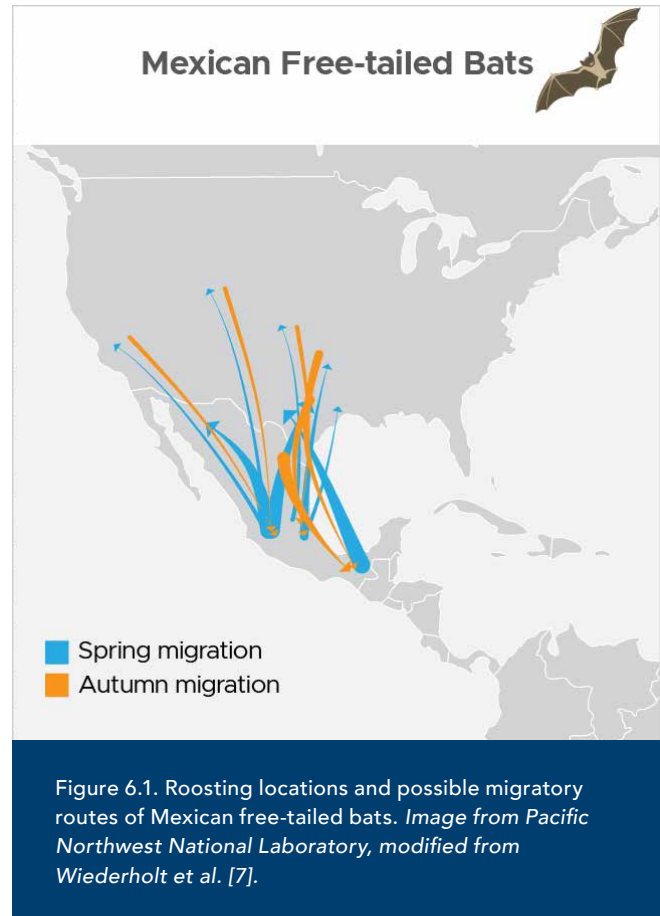 Mexican Free-tailed Bats
Spring migration
Autumn migration
Figure 6.1. Roosting locations and possible migratory
routes of Mexican free-tailed bats. Image from Pacific
Northwest National Laboratory, modified from
Wiederholt et al. [7].